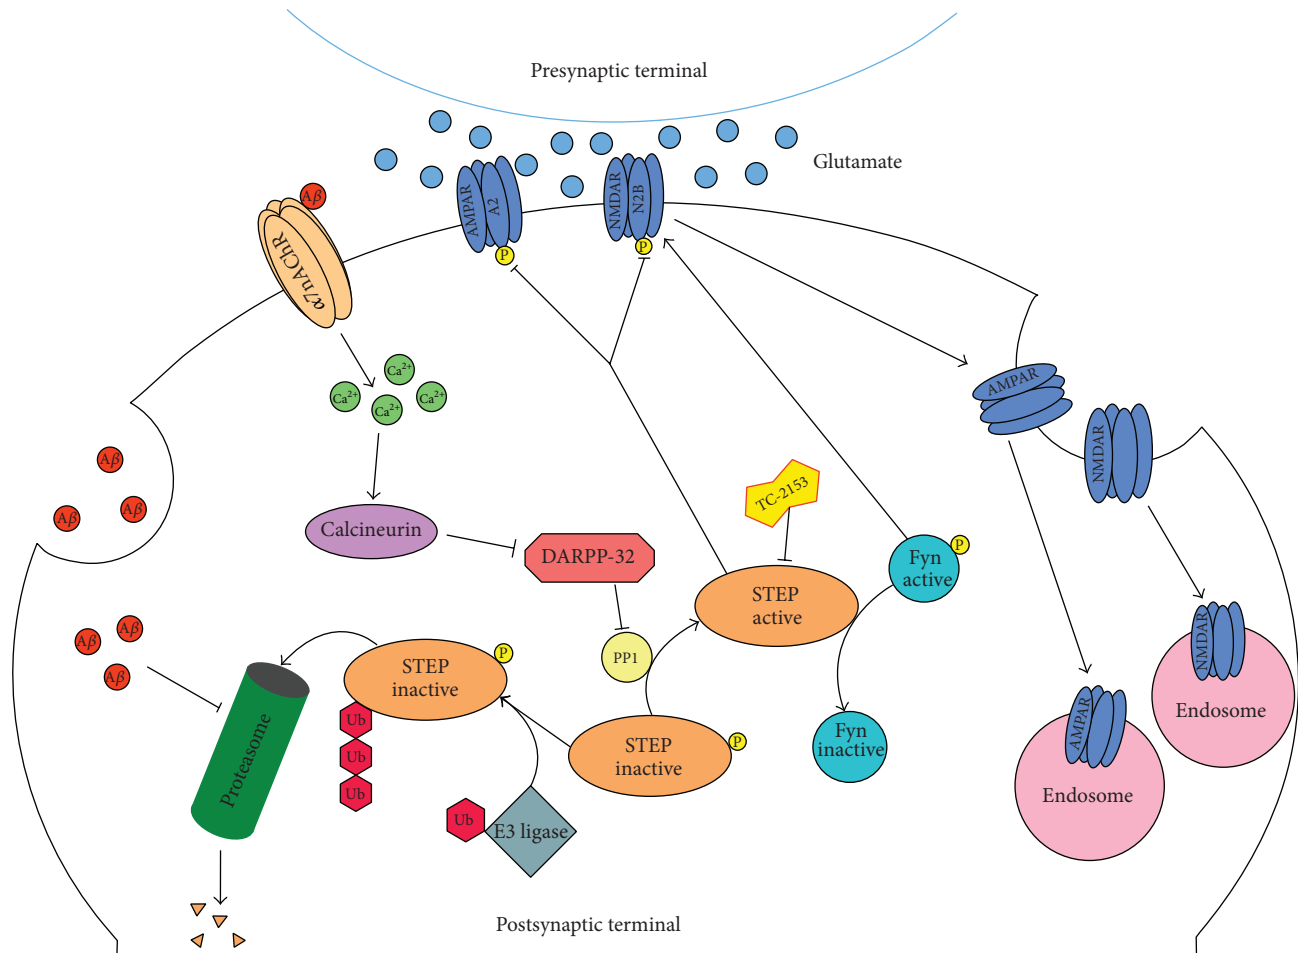 Presynaptic terminal
Glutamate
AMPAR
A2
P
NMDAR
N2B
P
Aβ
α7nAChR
Ca2+
Ca2+
Ca2+
Ca2+
AMPAR
NMDAR
Aβ
Aβ
Aβ
Calcineurin
DARPP-32
TC-2153
STEP
active
Fyn
active
P
PP1
Aβ
Aβ
Aβ
STEP
inactive
P
Ub
Ub
Ub
Proteasome
STEP
inactive
P
Ub
E3 ligase
Fyn
inactive
NMDAR
Endosome
AMPAR
Endosome
Postsynaptic terminal